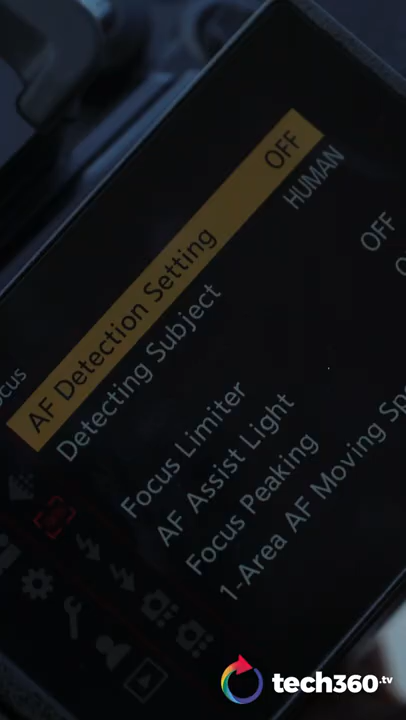 ocus
AF Detection Setting OFF
Detecting Subject HUMAN
Focus Limiter OFF
AF Assist Light
Focus Peaking
1-Area AF Moving Sp
tech360.tv